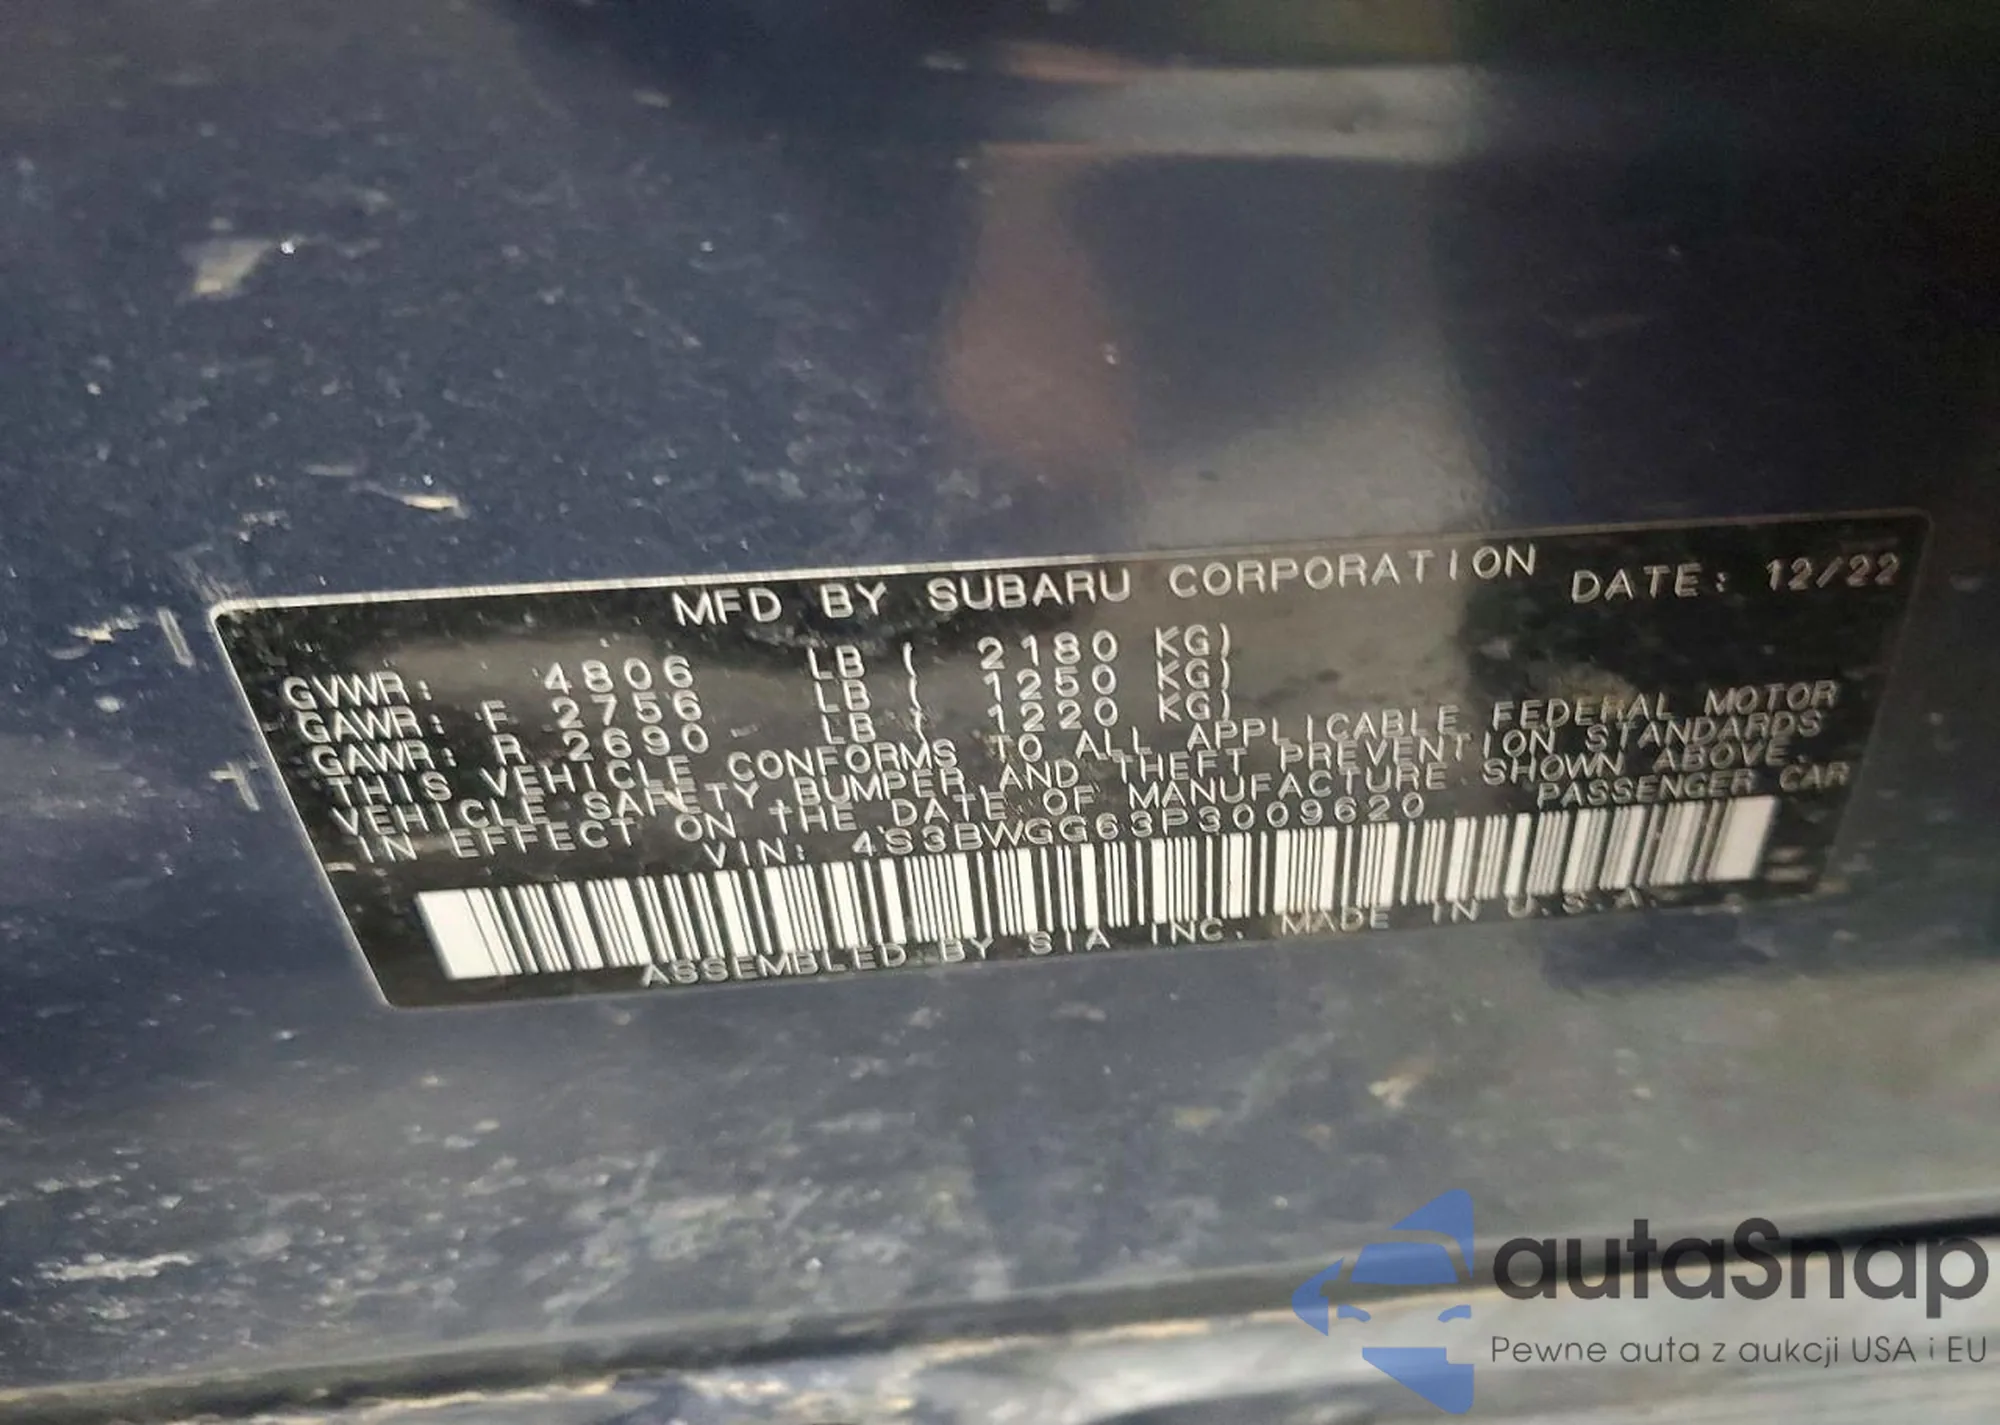 MFD BY SUBARU CORPORATION DATE: 12/22
GVWR: 4806 LB ( 2180 KG)
GAWR: F 2756 LB ( 1250 KG)
GAWR: R 2690 LB ( 1220 KG)
THIS VEHICLE CONFORMS TO ALL APPLICABLE FEDERAL MOTOR
VEHICLE SAFETY, BUMPER, AND THEFT PREVENTION STANDARDS
IN EFFECT ON THE DATE OF MANUFACTURE SHOWN ABOVE.
VIN: 4S3BWGG63P3009620 PASSENGER CAR
ASSEMBLED BY SIA INC. MADE IN U.S.A.
autaSnap
Pewne auta z aukcji USA i EU